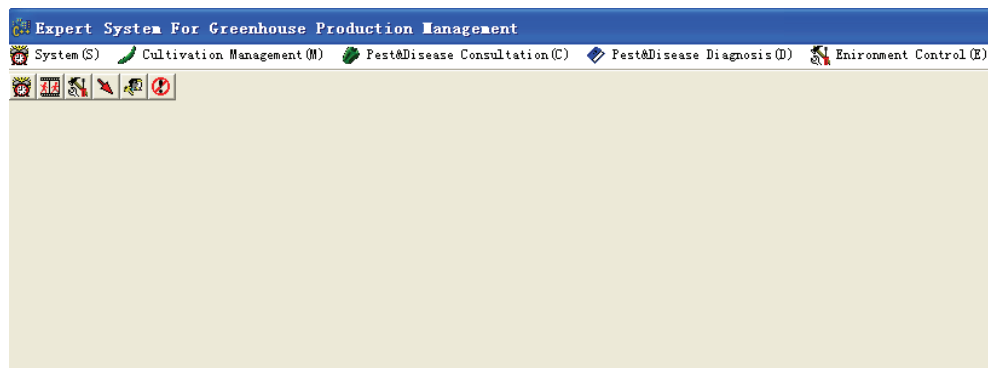 Expert System For Greenhouse Production Management
System(S) Cultivation Management(M) Pest&Disease Consultation(C) Pest&Disease Diagnosis(D) Enironment Control(E)